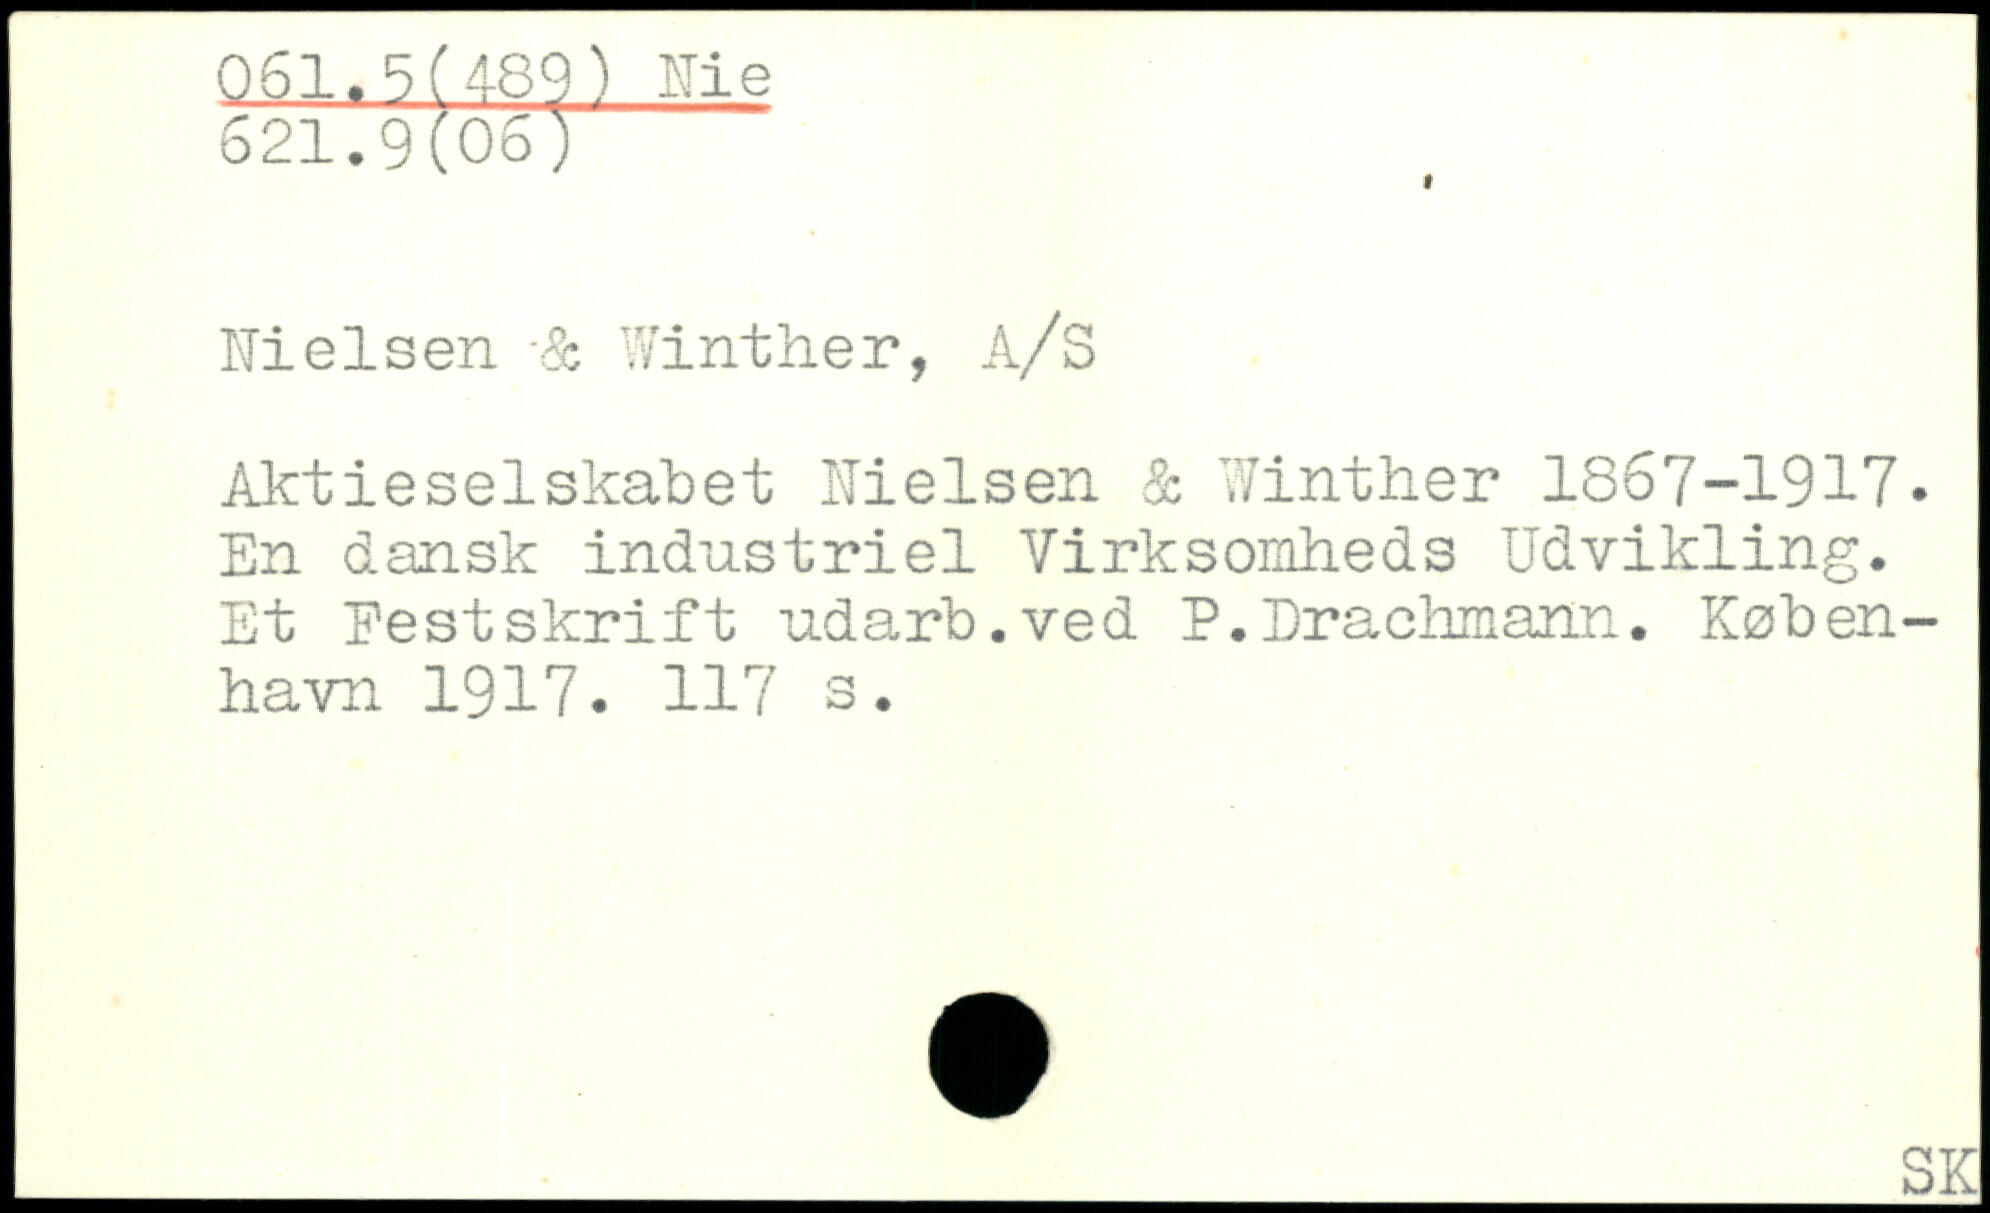 061.5(489) Nie
621.9(06)
Nielsen & Winther, A/S
Aktieselskabet Nielsen & Winther 1867-1917.
En dansk industriel Virksomheds Udvikling.
Et Festskrift udarb.ved P.Drachmann. Køben-
havn 1917. 117 s.
SK